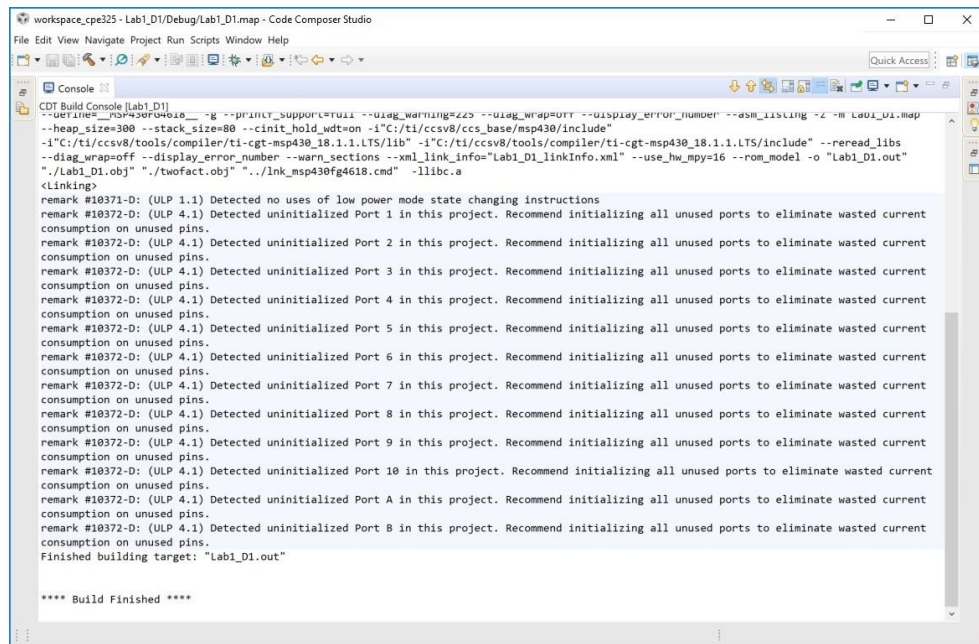 workspace_cpe325 - Lab1_D1/Debug/Lab1_D1.map - Code Composer Studio
File Edit View Navigate Project Run Scripts Window Help
Quick Access
Console
CDT Build Console [Lab1_D1]
--define=__MSP430FG4618__ -g --printf_support=full --diag_warning=225 --diag_wrap=off --display_error_number --asm_listing -z -m"Lab1_D1.map"
--heap_size=300 --stack_size=80 --cinit_hold_wdt=on -i"C:/ti/ccsv8/ccs_base/msp430/include"
-i"C:/ti/ccsv8/tools/compiler/ti-cgt-msp430_18.1.1.LTS/lib" -i"C:/ti/ccsv8/tools/compiler/ti-cgt-msp430_18.1.1.LTS/include" --reread_libs
--diag_wrap=off --display_error_number --warn_sections --xml_link_info="Lab1_D1_linkInfo.xml" --use_hw_mpy=16 --rom_model -o "Lab1_D1.out"
"./Lab1_D1.obj" "./twofact.obj" "../lnk_msp430fg4618.cmd" -llibc.a
<Linking>
remark #10371-D: (ULP 1.1) Detected no uses of low power mode state changing instructions
remark #10372-D: (ULP 4.1) Detected uninitialized Port 1 in this project. Recommend initializing all unused ports to eliminate wasted current
consumption on unused pins.
remark #10372-D: (ULP 4.1) Detected uninitialized Port 2 in this project. Recommend initializing all unused ports to eliminate wasted current
consumption on unused pins.
remark #10372-D: (ULP 4.1) Detected uninitialized Port 3 in this project. Recommend initializing all unused ports to eliminate wasted current
consumption on unused pins.
remark #10372-D: (ULP 4.1) Detected uninitialized Port 4 in this project. Recommend initializing all unused ports to eliminate wasted current
consumption on unused pins.
remark #10372-D: (ULP 4.1) Detected uninitialized Port 5 in this project. Recommend initializing all unused ports to eliminate wasted current
consumption on unused pins.
remark #10372-D: (ULP 4.1) Detected uninitialized Port 6 in this project. Recommend initializing all unused ports to eliminate wasted current
consumption on unused pins.
remark #10372-D: (ULP 4.1) Detected uninitialized Port 7 in this project. Recommend initializing all unused ports to eliminate wasted current
consumption on unused pins.
remark #10372-D: (ULP 4.1) Detected uninitialized Port 8 in this project. Recommend initializing all unused ports to eliminate wasted current
consumption on unused pins.
remark #10372-D: (ULP 4.1) Detected uninitialized Port 9 in this project. Recommend initializing all unused ports to eliminate wasted current
consumption on unused pins.
remark #10372-D: (ULP 4.1) Detected uninitialized Port 10 in this project. Recommend initializing all unused ports to eliminate wasted current
consumption on unused pins.
remark #10372-D: (ULP 4.1) Detected uninitialized Port A in this project. Recommend initializing all unused ports to eliminate wasted current
consumption on unused pins.
remark #10372-D: (ULP 4.1) Detected uninitialized Port B in this project. Recommend initializing all unused ports to eliminate wasted current
consumption on unused pins.
Finished building target: "Lab1_D1.out"
**** Build Finished ****